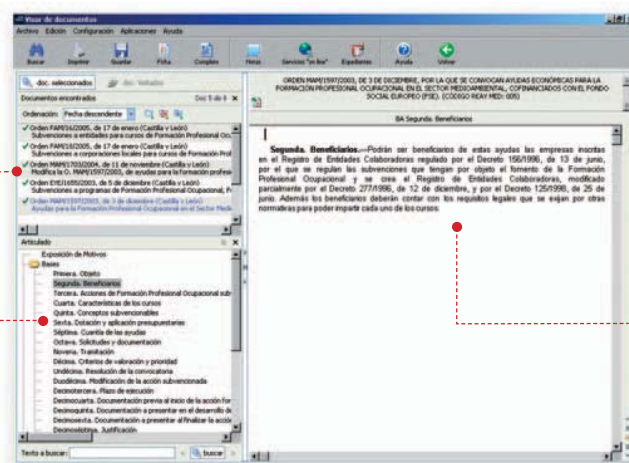 Visor de documentos
Archivo Edición Configuración Aplicaciones Ayuda
Buscar Imprimir Guardar Ficha Completo Notas Servicios "on line" Expedientes Ayuda Volver
doc. seleccionados doc. Visitados
Documentos encontrados Doc 5 de
Ordenación: Fecha descendente
Orden FAM/16/2005, de 17 de enero (Castilla y León)
Subvenciones a entidades para cursos de Formación Profesional Ocu
Orden FAM/18/2005, de 17 de enero (Castilla y León)
Subvenciones a corporaciones locales para cursos de Formación Prof
Orden MAM/1703/2004, de 11 de noviembre (Castilla y León)
Modifica la O. MAM/1597/2003, de ayudas para la formación profesi
Orden EYE/1655/2003, de 5 de diciembre (Castilla y León)
Subvenciones a programas de Formación Profesional Ocupacional, P
Orden MAM/1597/2003, de 3 de diciembre (Castilla y León)
Ayudas para la Formación Profesional Ocupacional en el Sector Medi
Articulado
Exposición de Motivos
Bases
Primera. Objeto
Segunda. Beneficiarios
Tercera. Acciones de Formación Profesional Ocupacional sub
Cuarta. Características de los cursos
Quinta. Conceptos subvencionables
Sexta. Dotación y aplicación presupuestarias
Séptima. Cuantía de las ayudas
Octava. Solicitudes y documentación
Novena. Tramitación
Décima. Criterios de valoración y prioridad
Undécima. Resolución de la convocatoria
Duodécima. Modificación de la acción subvencionada
Decimotercera. Plazo de ejecución
Decimocuarta. Documentación previa al inicio de la acción for
Decimoquinta. Documentación a presentar en el desarrollo de
Decimosexta. Documentación a presentar al finalizar la acción
Decimoséptima. Justificación
Texto a buscar: buscar
ORDEN MAM/1597/2003, DE 3 DE DICIEMBRE, POR LA QUE SE CONVOCAN AYUDAS ECONÓMICAS PARA LA
FORMACIÓN PROFESIONAL OCUPACIONAL EN EL SECTOR MEDIOAMBIENTAL, COFINANCIADOS CON EL FONDO
SOCIAL EUROPEO (FSE). (CÓDIGO REAY MED: 005)
BA Segunda. Beneficiarios
Segunda. Beneficiarios.—Podrán ser beneficiarios de estas ayudas las empresas inscritas
en el Registro de Entidades Colaboradoras regulado por el Decreto 156/1996, de 13 de junio,
por el que se regulan las subvenciones que tengan por objeto el fomento de la Formación
Profesional Ocupacional y se crea el Registro de Entidades Colaboradoras, modificado
parcialmente por el Decreto 277/1996, de 12 de diciembre, y por el Decreto 125/1998, de 25 de
junio. Además los beneficiarios deberán contar con los requisitos legales que se exijan por otras
normativas para poder impartir cada uno de los cursos.